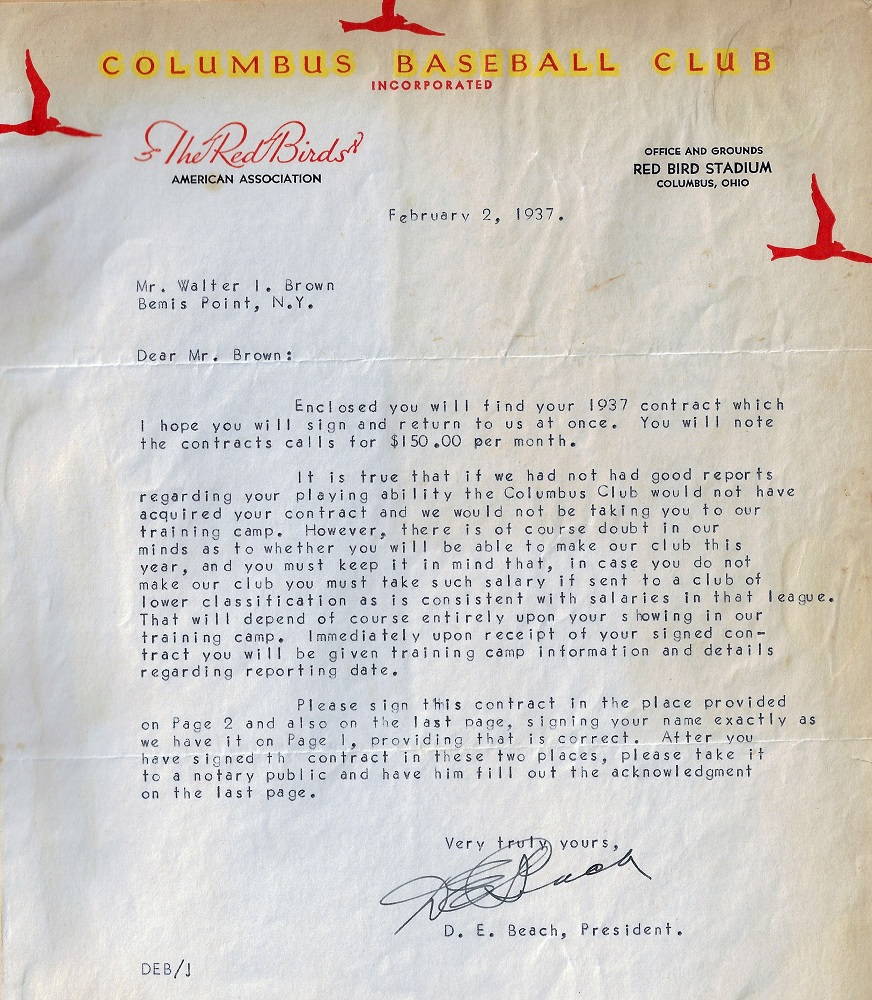 COLUMBUS BASEBALL CLUB
INCORPORATED
The Red Birds
AMERICAN ASSOCIATION
OFFICE AND GROUNDS
RED BIRD STADIUM
COLUMBUS, OHIO
February 2, 1937.
Mr. Walter I. Brown
Bemis Point, N.Y.
Dear Mr. Brown:
Enclosed you will find your 1937 contract which
I hope you will sign and return to us at once. You will note
the contracts calls for $150.00 per month.
It is true that if we had not had good reports
regarding your playing ability the Columbus Club would not have
acquired your contract and we would not be taking you to our
training camp. However, there is of course doubt in our
minds as to whether you will be able to make our club this
year, and you must keep it in mind that, in case you do not
make our club you must take such salary if sent to a club of
lower classification as is consistent with salaries in that league.
That will depend of course entirely upon your showing in our
training camp. Immediately upon receipt of your signed con-
tract you will be given training camp information and details
regarding reporting date.
Please sign this contract in the place provided
on Page 2 and also on the last page, signing your name exactly as
we have it on Page 1, providing that is correct. After you
have signed th contract in these two places, please take it
to a notary public and have him fill out the acknowledgment
on the last page.
Very truly yours,
D E Beach
D. E. Beach, President.
DEB/J